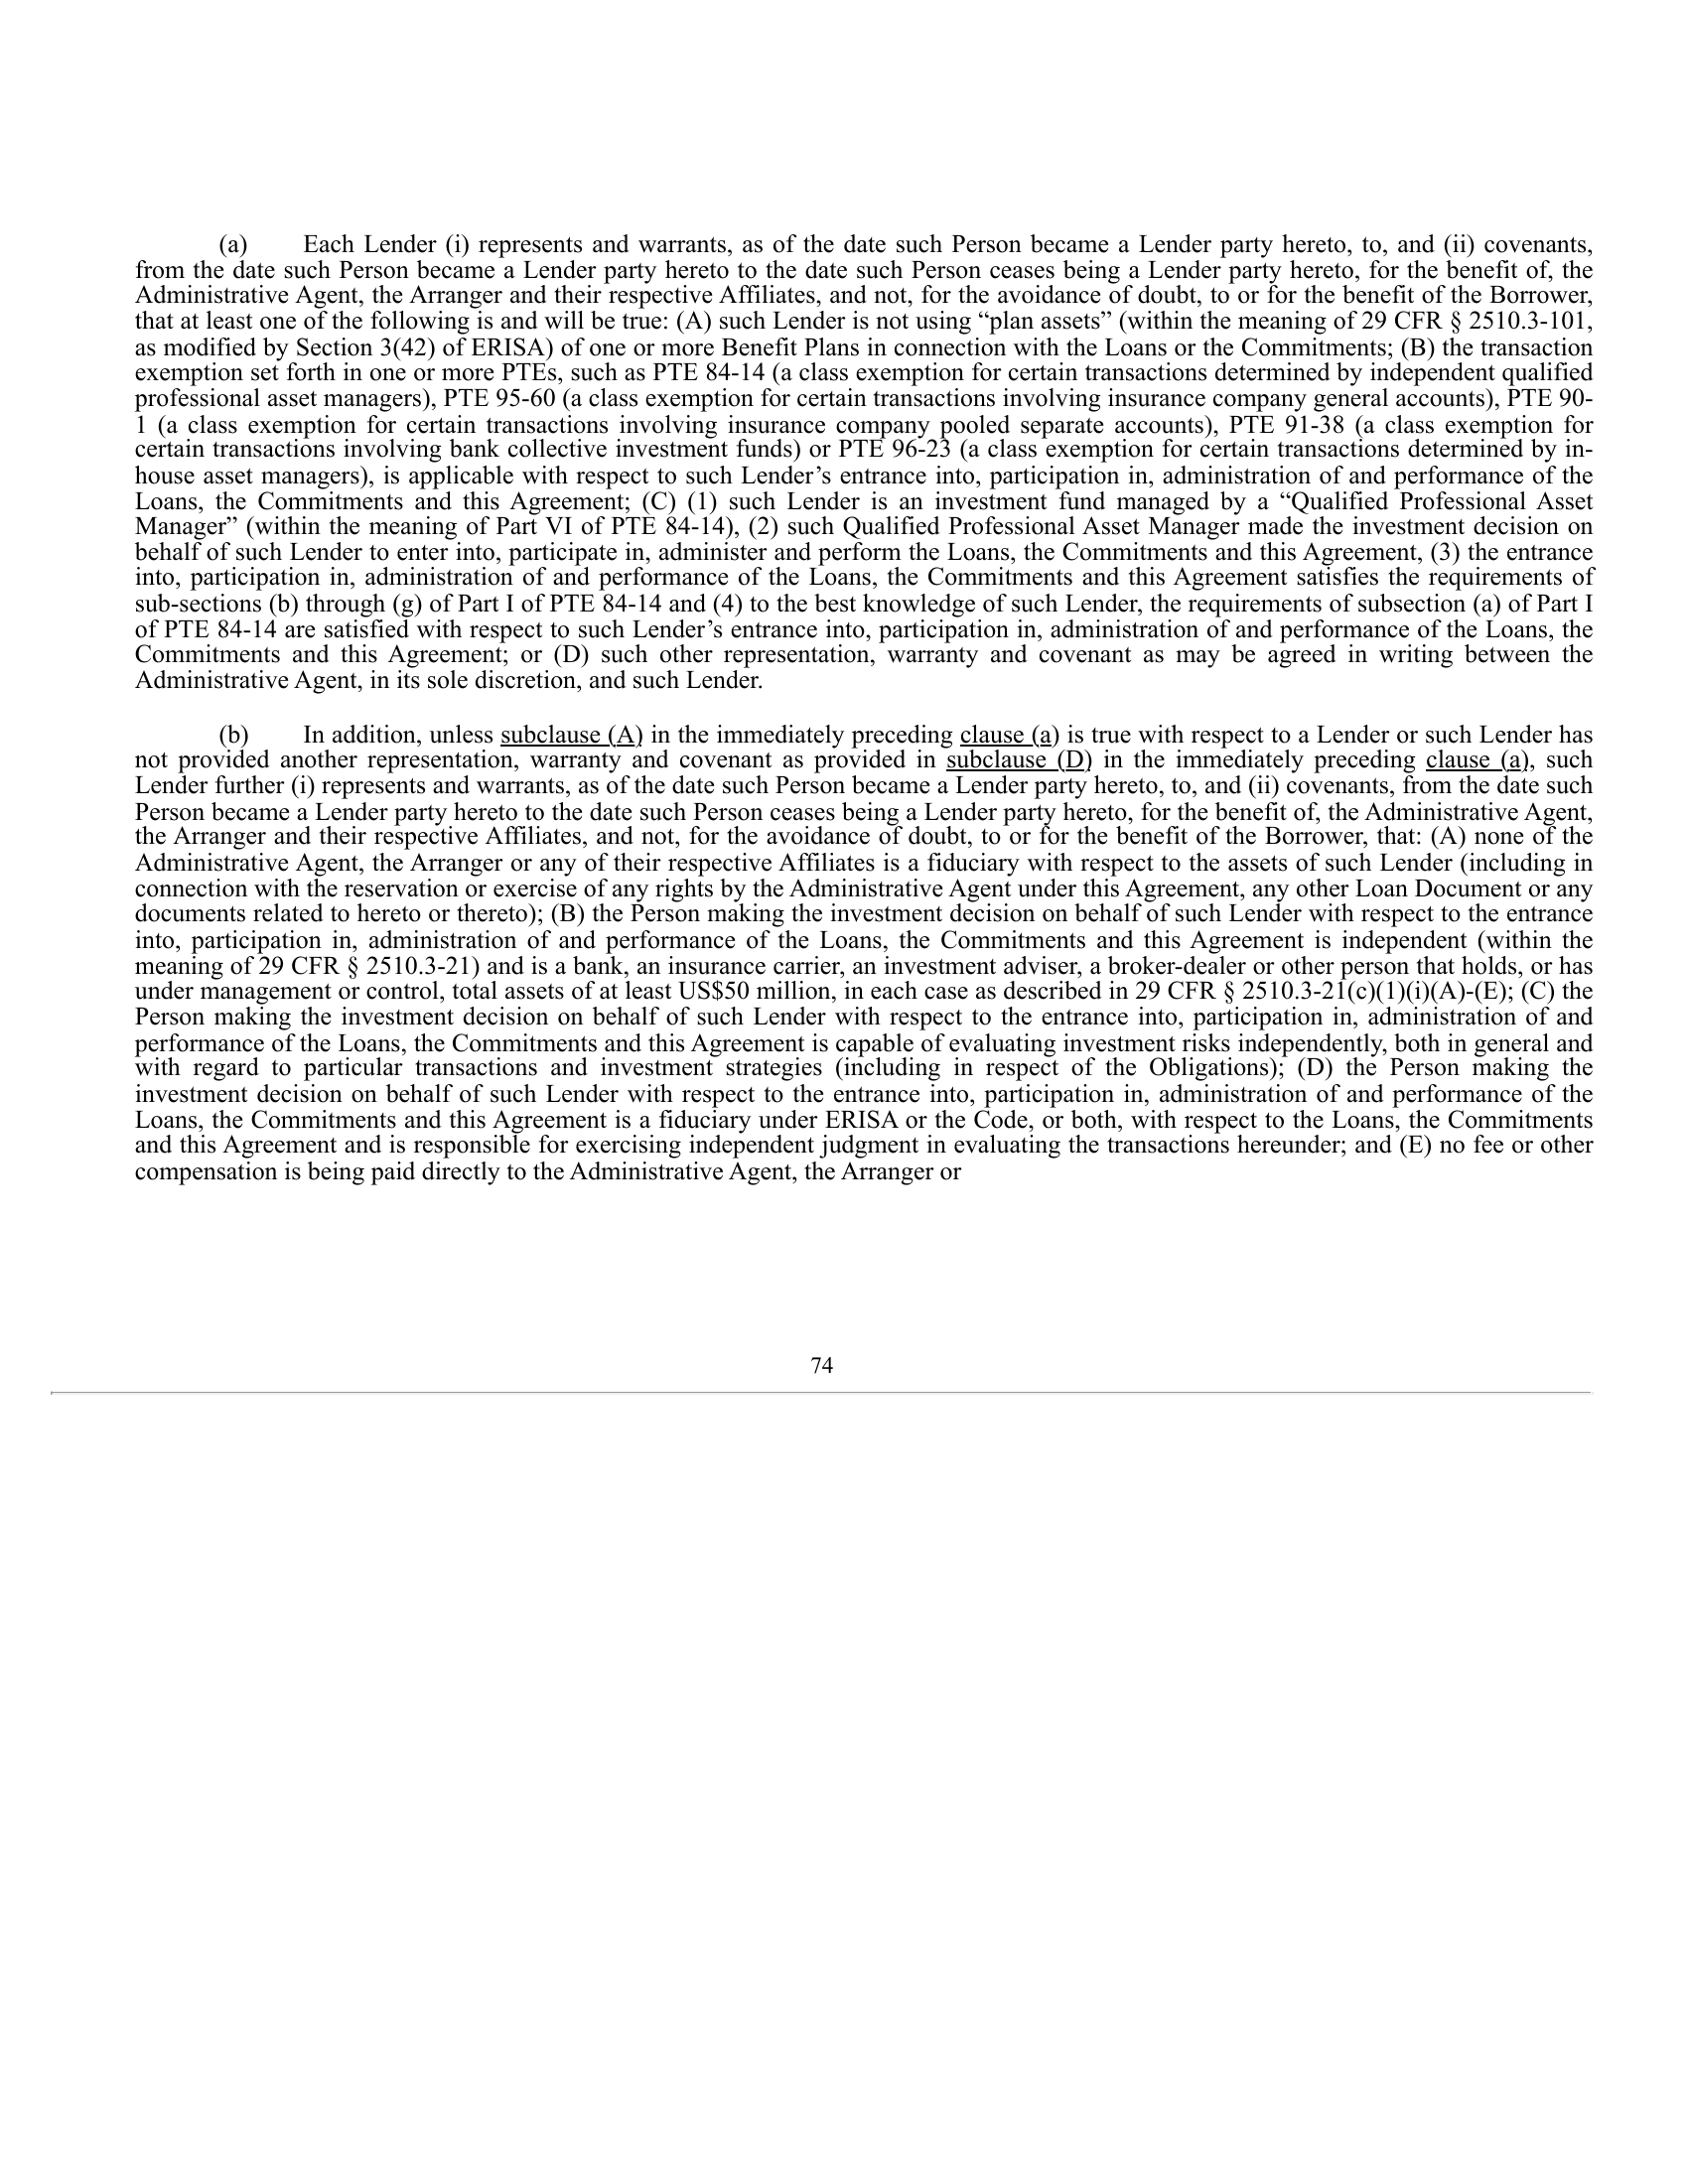 (a) Each Lender (i) represents and warrants, as of the date such Person became a Lender party hereto, to, and (ii) covenants,
from the date such Person became a Lender party hereto to the date such Person ceases being a Lender party hereto, for the benefit of, the
Administrative Agent, the Arranger and their respective Affiliates, and not, for the avoidance of doubt, to or for the benefit of the Borrower,
that at least one of the following is and will be true: (A) such Lender is not using “plan assets” (within the meaning of 29 CFR § 2510.3-101,
as modified by Section 3(42) of ERISA) of one or more Benefit Plans in connection with the Loans or the Commitments; (B) the transaction
exemption set forth in one or more PTEs, such as PTE 84-14 (a class exemption for certain transactions determined by independent qualified
professional asset managers), PTE 95-60 (a class exemption for certain transactions involving insurance company general accounts), PTE 90-
1 (a class exemption for certain transactions involving insurance company pooled separate accounts), PTE 91-38 (a class exemption for
certain transactions involving bank collective investment funds) or PTE 96-23 (a class exemption for certain transactions determined by in-
house asset managers), is applicable with respect to such Lender’s entrance into, participation in, administration of and performance of the
Loans, the Commitments and this Agreement; (C) (1) such Lender is an investment fund managed by a “Qualified Professional Asset
Manager” (within the meaning of Part VI of PTE 84-14), (2) such Qualified Professional Asset Manager made the investment decision on
behalf of such Lender to enter into, participate in, administer and perform the Loans, the Commitments and this Agreement, (3) the entrance
into, participation in, administration of and performance of the Loans, the Commitments and this Agreement satisfies the requirements of
sub-sections (b) through (g) of Part I of PTE 84-14 and (4) to the best knowledge of such Lender, the requirements of subsection (a) of Part I
of PTE 84-14 are satisfied with respect to such Lender’s entrance into, participation in, administration of and performance of the Loans, the
Commitments and this Agreement; or (D) such other representation, warranty and covenant as may be agreed in writing between the
Administrative Agent, in its sole discretion, and such Lender.
(b) In addition, unless subclause (A) in the immediately preceding clause (a) is true with respect to a Lender or such Lender has
not provided another representation, warranty and covenant as provided in subclause (D) in the immediately preceding clause (a), such
Lender further (i) represents and warrants, as of the date such Person became a Lender party hereto, to, and (ii) covenants, from the date such
Person became a Lender party hereto to the date such Person ceases being a Lender party hereto, for the benefit of, the Administrative Agent,
the Arranger and their respective Affiliates, and not, for the avoidance of doubt, to or for the benefit of the Borrower, that: (A) none of the
Administrative Agent, the Arranger or any of their respective Affiliates is a fiduciary with respect to the assets of such Lender (including in
connection with the reservation or exercise of any rights by the Administrative Agent under this Agreement, any other Loan Document or any
documents related to hereto or thereto); (B) the Person making the investment decision on behalf of such Lender with respect to the entrance
into, participation in, administration of and performance of the Loans, the Commitments and this Agreement is independent (within the
meaning of 29 CFR § 2510.3-21) and is a bank, an insurance carrier, an investment adviser, a broker-dealer or other person that holds, or has
under management or control, total assets of at least US$50 million, in each case as described in 29 CFR § 2510.3-21(c)(1)(i)(A)-(E); (C) the
Person making the investment decision on behalf of such Lender with respect to the entrance into, participation in, administration of and
performance of the Loans, the Commitments and this Agreement is capable of evaluating investment risks independently, both in general and
with regard to particular transactions and investment strategies (including in respect of the Obligations); (D) the Person making the
investment decision on behalf of such Lender with respect to the entrance into, participation in, administration of and performance of the
Loans, the Commitments and this Agreement is a fiduciary under ERISA or the Code, or both, with respect to the Loans, the Commitments
and this Agreement and is responsible for exercising independent judgment in evaluating the transactions hereunder; and (E) no fee or other
compensation is being paid directly to the Administrative Agent, the Arranger or
74